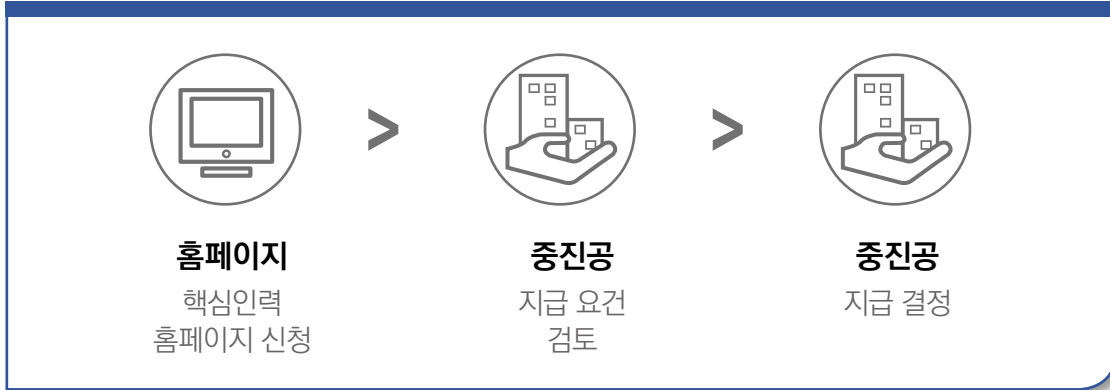 홈페이지
핵심인력
홈페이지 신청
>
중진공
지급 요건
검토
>
중진공
지급 결정